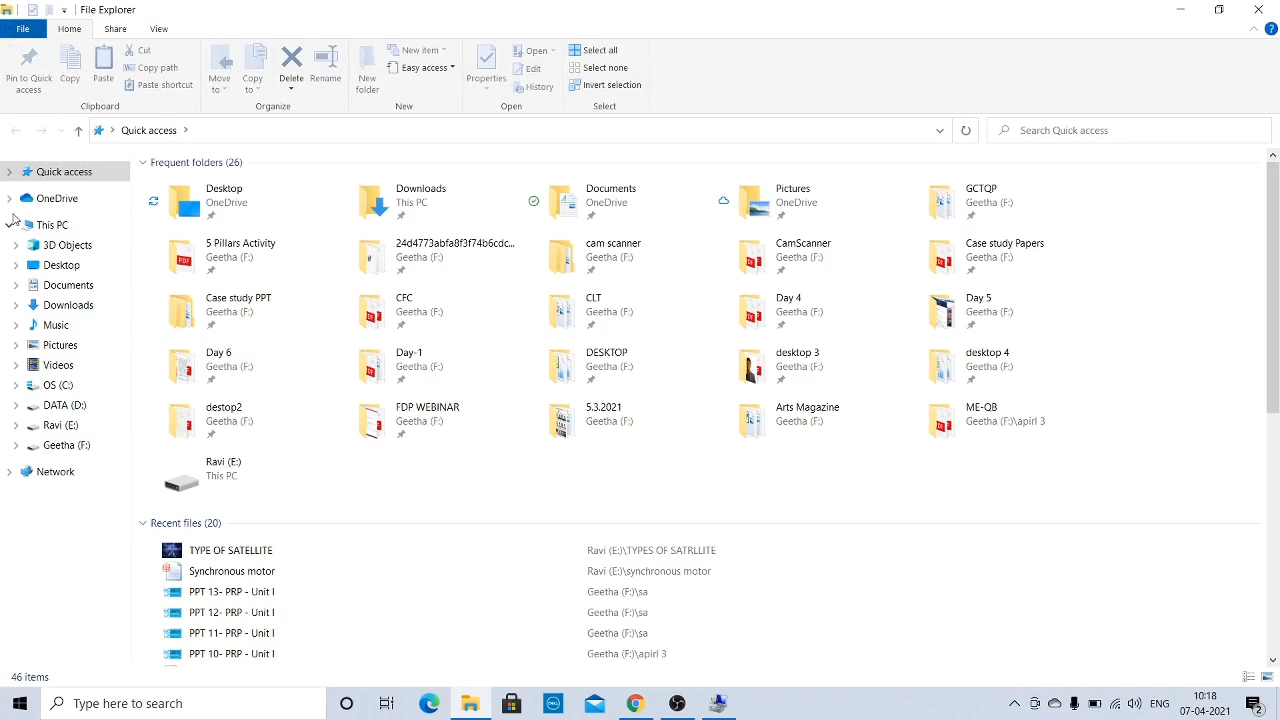 File Explorer
File Home Share View
Pin to Quick access
Copy
Paste
Cut
Copy path
Paste shortcut
Clipboard
Move to
Copy to
Delete
Rename
Organize
New folder
New item
Easy access
New
Properties
Open
Edit
History
Open
Select all
Select none
Invert selection
Select
Quick access
Search Quick access
Quick access
OneDrive
This PC
3D Objects
Desktop
Documents
Downloads
Music
Pictures
Videos
OS (C:)
DATA (D:)
Ravi (E:)
Geetha (F:)
Network
Frequent folders (26)
Desktop
OneDrive
Downloads
This PC
Documents
OneDrive
Pictures
OneDrive
GCTQP
Geetha (F:)
5 Pillars Activity
Geetha (F:)
24d4773abfa8f3f74b6cdc...
Geetha (F:)
cam scanner
Geetha (F:)
CamScanner
Geetha (F:)
Case study Papers
Geetha (F:)
Case study PPT
Geetha (F:)
CFC
Geetha (F:)
CLT
Geetha (F:)
Day 4
Geetha (F:)
Day 5
Geetha (F:)
Day 6
Geetha (F:)
Day-1
Geetha (F:)
DESKTOP
Geetha (F:)
desktop 3
Geetha (F:)
desktop 4
Geetha (F:)
destop2
Geetha (F:)
FDP WEBINAR
Geetha (F:)
5.3.2021
Geetha (F:)
Arts Magazine
Geetha (F:)
ME-QB
Geetha (F:)\apirl 3
Ravi (E:)
This PC
Recent files (20)
TYPE OF SATELLITE Ravi (E:)\TYPES OF SATRLLITE
Synchronous motor Ravi (E:)\synchronous motor
PPT 13- PRP - Unit I Geetha (F:)\sa
PPT 12- PRP - Unit I Geetha (F:)\sa
PPT 11- PRP - Unit I Geetha (F:)\sa
PPT 10- PRP - Unit I Geetha (F:)\apirl 3
46 items
Type here to search
ENG
10:18
07-04-2021
2